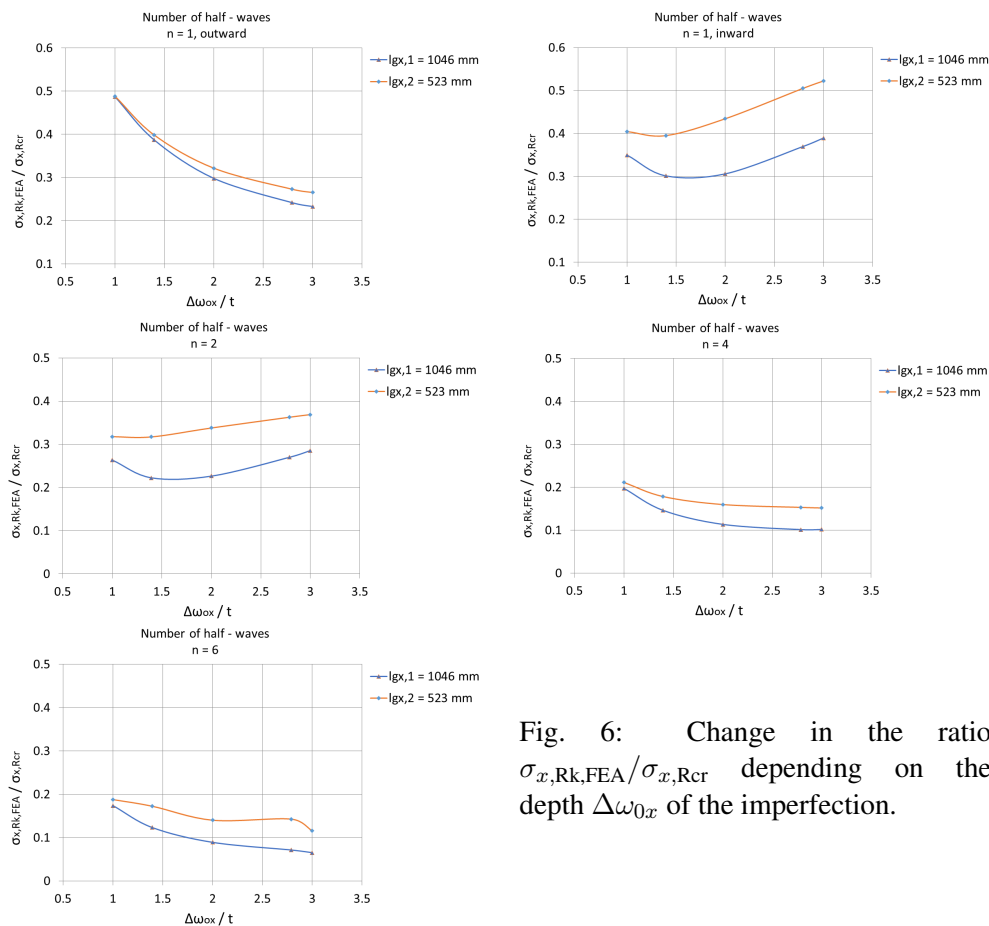 Number of half - waves
n = 1, outward
0.6
0.5
0.4
0.3
0.2
0.1
0.5 1 1.5 2 2.5 3 3.5
σx,Rk,FEA / σx,Rcr
Δωox / t
lgx,1 = 1046 mm
lgx,2 = 523 mm
Number of half - waves
n = 1, inward
0.6
0.5
0.4
0.3
0.2
0.1
0.5 1 1.5 2 2.5 3 3.5
σx,Rk,FEA / σx,Rcr
Δωox / t
lgx,1 = 1046 mm
lgx,2 = 523 mm
Number of half - waves
n = 2
0.5
0.4
0.3
0.2
0.1
0
0.5 1 1.5 2 2.5 3 3.5
σx,Rk,FEA / σx,Rcr
Δωox / t
lgx,1 = 1046 mm
lgx,2 = 523 mm
Number of half - waves
n = 4
0.5
0.4
0.3
0.2
0.1
0
0.5 1 1.5 2 2.5 3 3.5
σx,Rk,FEA / σx,Rcr
Δωox / t
lgx,1 = 1046 mm
lgx,2 = 523 mm
Number of half - waves
n = 6
0.5
0.4
0.3
0.2
0.1
0
0.5 1 1.5 2 2.5 3 3.5
σx,Rk,FEA / σx,Rcr
Δωox / t
lgx,1 = 1046 mm
lgx,2 = 523 mm
Fig. 6: Change in the ratio
σx,Rk,FEA/σx,Rcr depending on the
depth Δω0x of the imperfection.